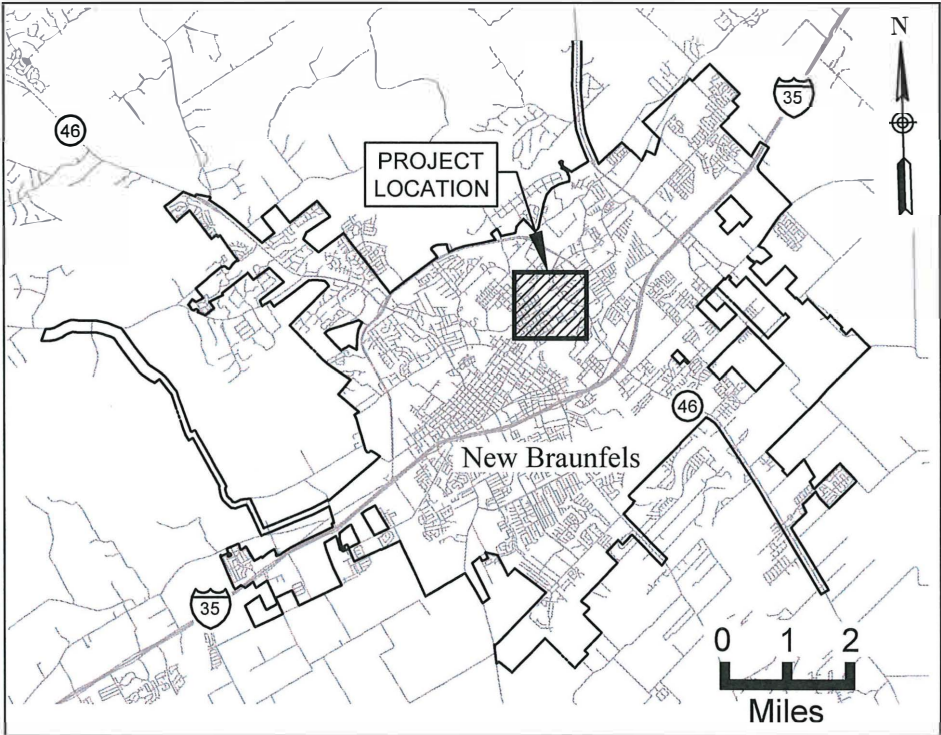 N
35
46
PROJECT
LOCATION
46
New Braunfels
35
0 1 2
Miles